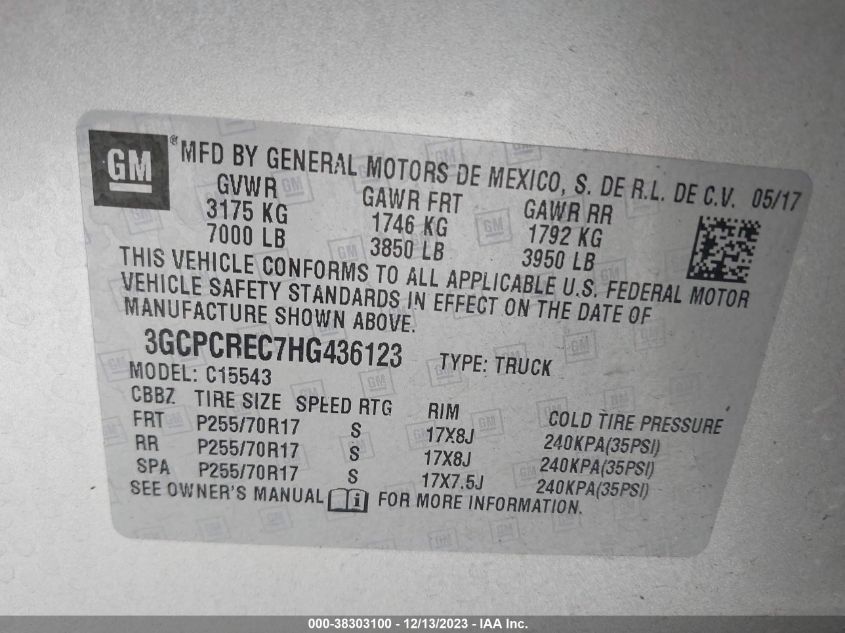 GM ® MFD BY GENERAL MOTORS DE MEXICO, S. DE R.L. DE C.V. 05/17
GVWR GAWR FRT GAWR RR
3175 KG 1746 KG 1792 KG
7000 LB 3850 LB 3950 LB
THIS VEHICLE CONFORMS TO ALL APPLICABLE U.S. FEDERAL MOTOR
VEHICLE SAFETY STANDARDS IN EFFECT ON THE DATE OF
MANUFACTURE SHOWN ABOVE.
3GCPCREC7HG436123 TYPE: TRUCK
MODEL: C15543
CBBZ TIRE SIZE SPEED RTG RIM COLD TIRE PRESSURE
FRT P255/70R17 S 17X8J 240KPA(35PSI)
RR P255/70R17 S 17X8J 240KPA(35PSI)
SPA P255/70R17 S 17X7.5J 240KPA(35PSI)
SEE OWNER'S MANUAL i FOR MORE INFORMATION.
000-38303100 - 12/13/2023 - IAA Inc.